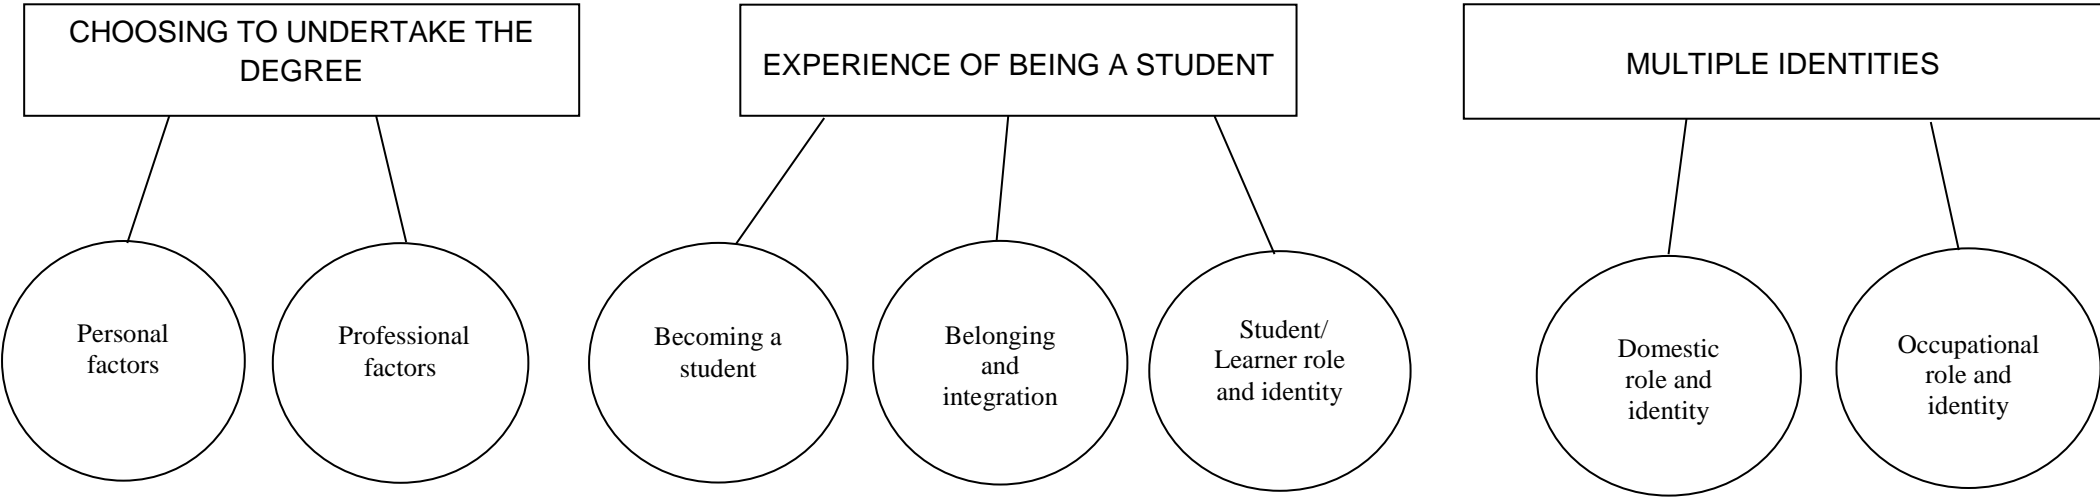 CHOOSING TO UNDERTAKE THE
DEGREE
EXPERIENCE OF BEING A STUDENT
MULTIPLE IDENTITIES
Personal
factors
Professional
factors
Becoming a
student
Belonging
and
integration
Student/
Learner role
and identity
Domestic
role and
identity
Occupational
role and
identity